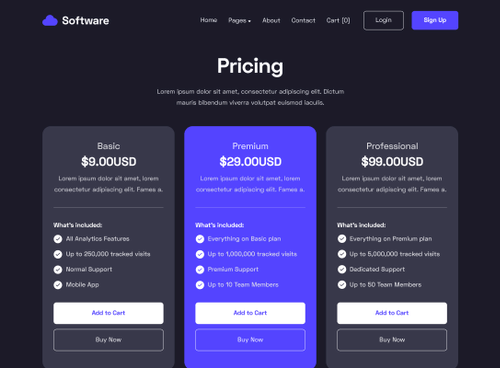 Software
Home Pages About Contact Cart [0] Login Sign Up
Pricing
Lorem ipsum dolor sit amet, consectetur adipiscing elit. Dictum
mauris bibendum viverra volutpat euismod iaculis.
Basic
$9.00USD
Lorem ipsum dolor sit amet, lorem
consectetur adipiscing elit. Fames a.
What's included:
All Analytics Features
Up to 250,000 tracked visits
Normal Support
Mobile App
Add to Cart
Buy Now
Premium
$29.00USD
Lorem ipsum dolor sit amet, lorem
consectetur adipiscing elit. Fames a.
What's included:
Everything on Basic plan
Up to 1,000,000 tracked visits
Premium Support
Up to 10 Team Members
Add to Cart
Buy Now
Professional
$99.00USD
Lorem ipsum dolor sit amet, lorem
consectetur adipiscing elit. Fames a.
What's included:
Everything on Premium plan
Up to 5,000,000 tracked visits
Dedicated Support
Up to 50 Team Members
Add to Cart
Buy Now